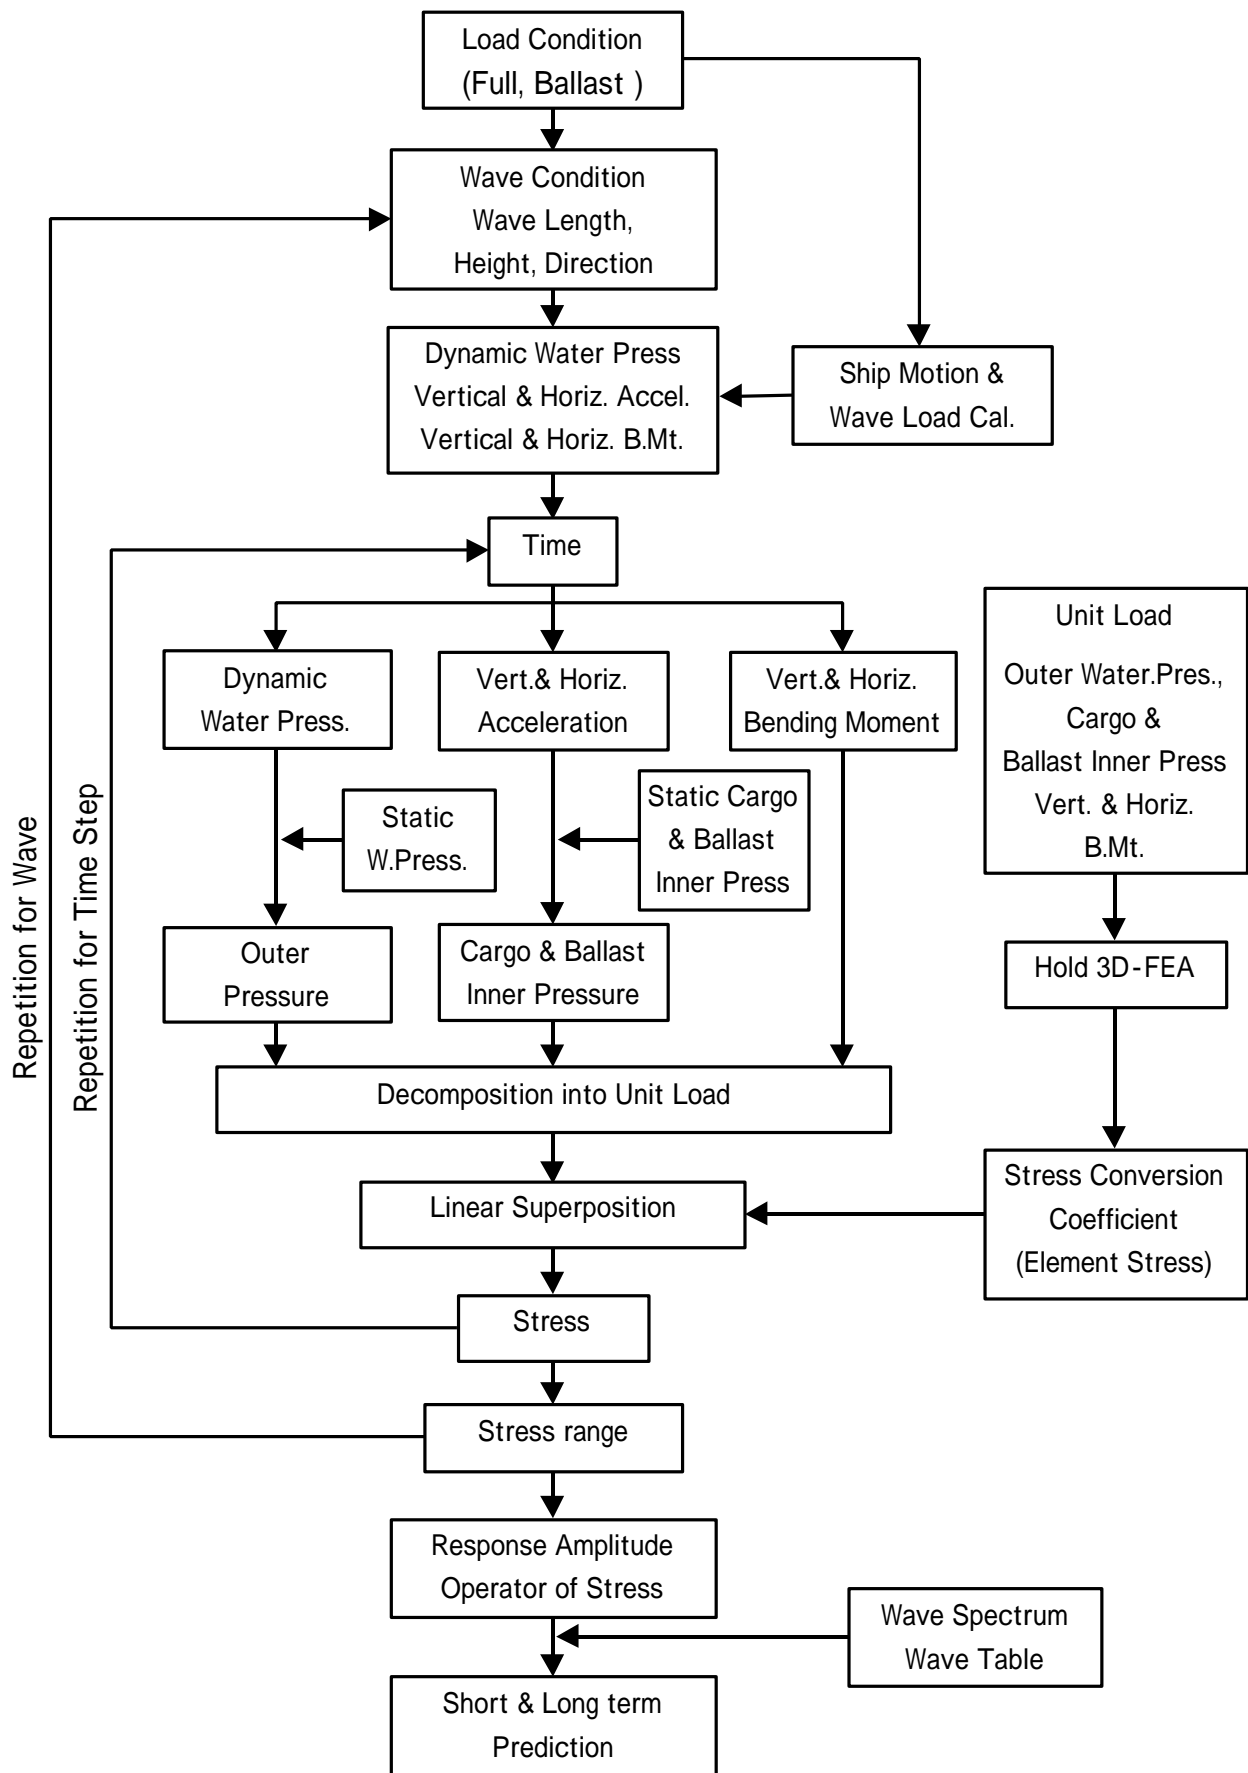 Load Condition
(Full, Ballast )
Wave Condition
Wave Length,
Height, Direction
Dynamic Water Press
Vertical & Horiz. Accel.
Vertical & Horiz. B.Mt.
Ship Motion &
Wave Load Cal.
Time
Dynamic
Water Press.
Vert.& Horiz.
Acceleration
Vert.& Horiz.
Bending Moment
Unit Load
Outer Water.Pres.,
Cargo &
Ballast Inner Press
Vert. & Horiz.
B.Mt.
Static
W.Press.
Static Cargo
& Ballast
Inner Press
Repetition for Wave
Repetition for Time Step
Outer
Pressure
Cargo & Ballast
Inner Pressure
Hold 3D-FEA
Decomposition into Unit Load
Linear Superposition
Stress Conversion
Coefficient
(Element Stress)
Stress
Stress range
Response Amplitude
Operator of Stress
Wave Spectrum
Wave Table
Short & Long term
Prediction